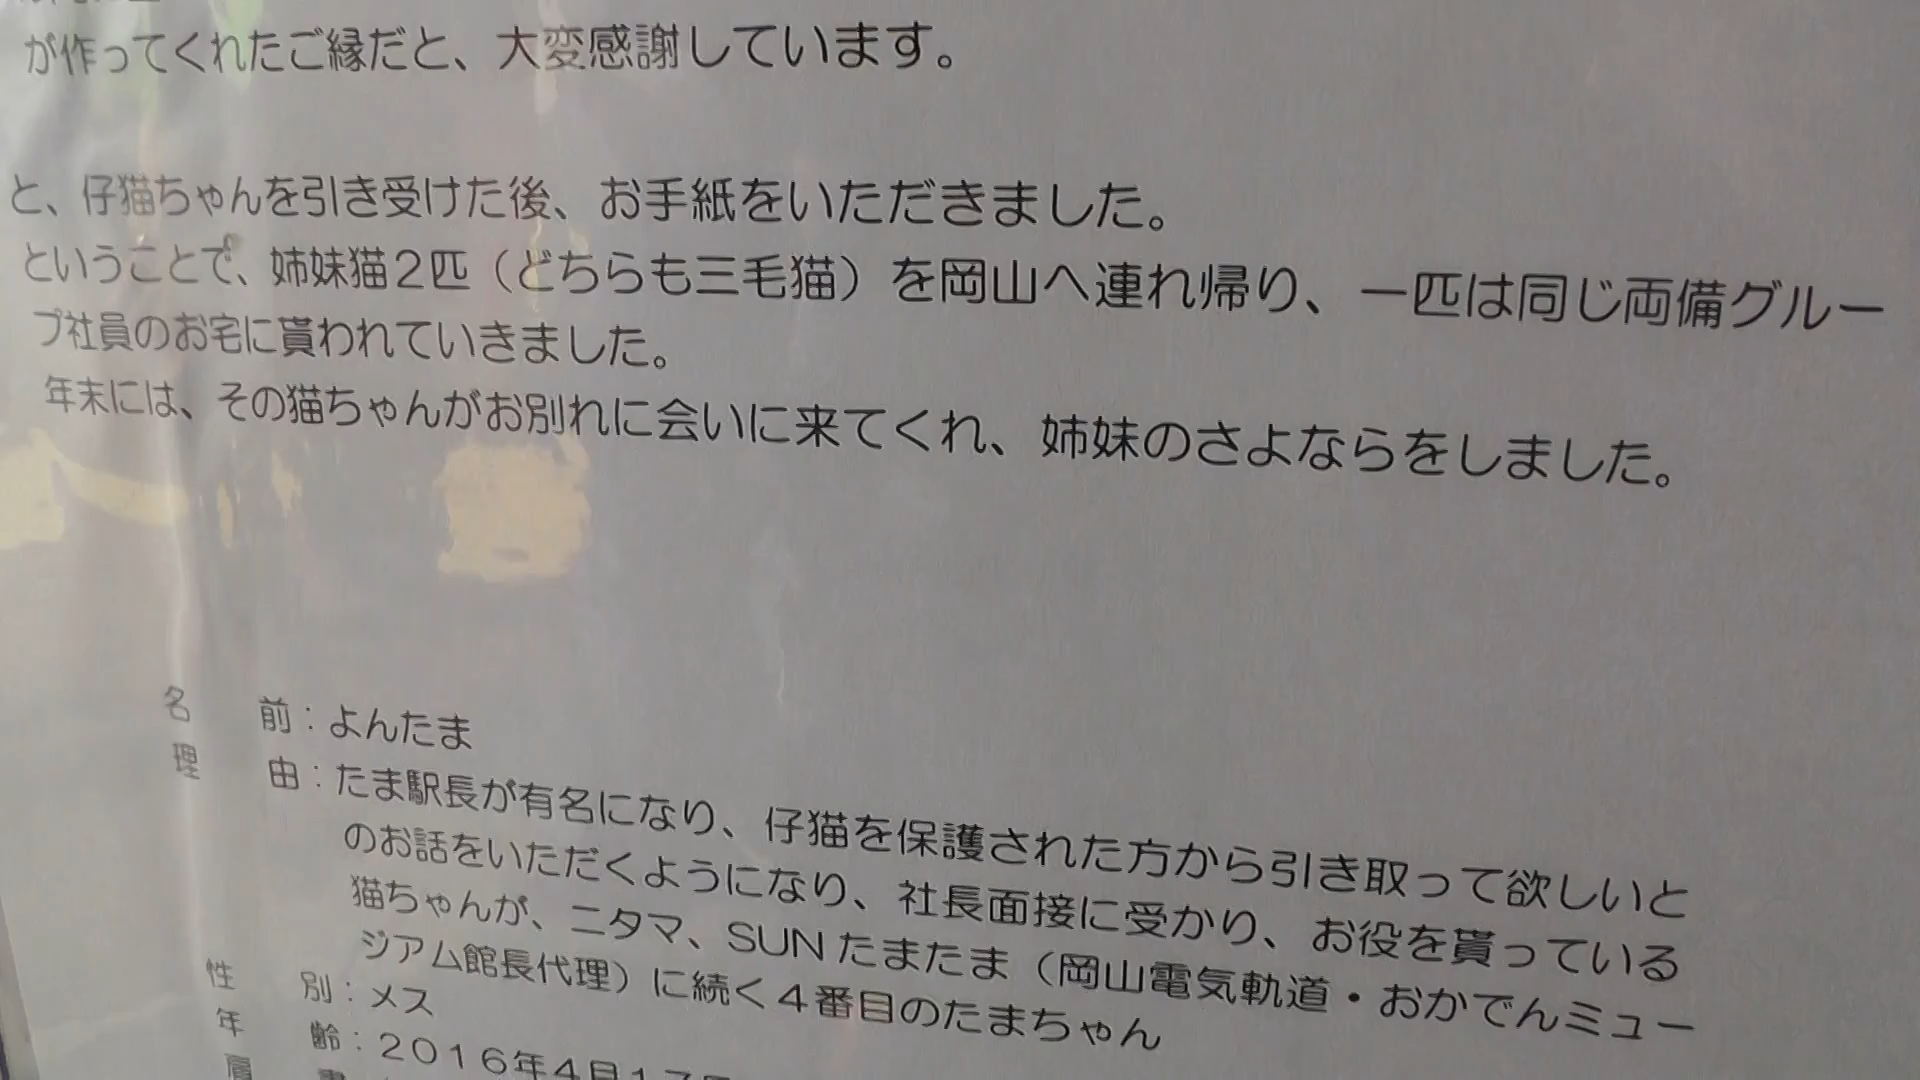 が作ってくれたご縁だと、大変感謝しています。
と、仔猫ちゃんを引き受けた後、お手紙をいただきました。
ということで、姉妹猫２匹（どちらも三毛猫）を岡山へ連れ帰り、一匹は同じ両備グルー
プ社員のお宅に貰われていきました。
年末には、その猫ちゃんがお別れに会いに来てくれ、姉妹のさよならをしました。
名　前：よんたま
理　由：たま駅長が有名になり、仔猫を保護された方から引き取って欲しいと
のお話をいただくようになり、社長面接に受かり、お役を貰っている
猫ちゃんが、ニタマ、SUNたまたま（岡山電気軌道・おかでんミュー
ジアム館長代理）に続く４番目のたまちゃん
性　別：メス
年　齢：２０１６年４月１７
肩　書